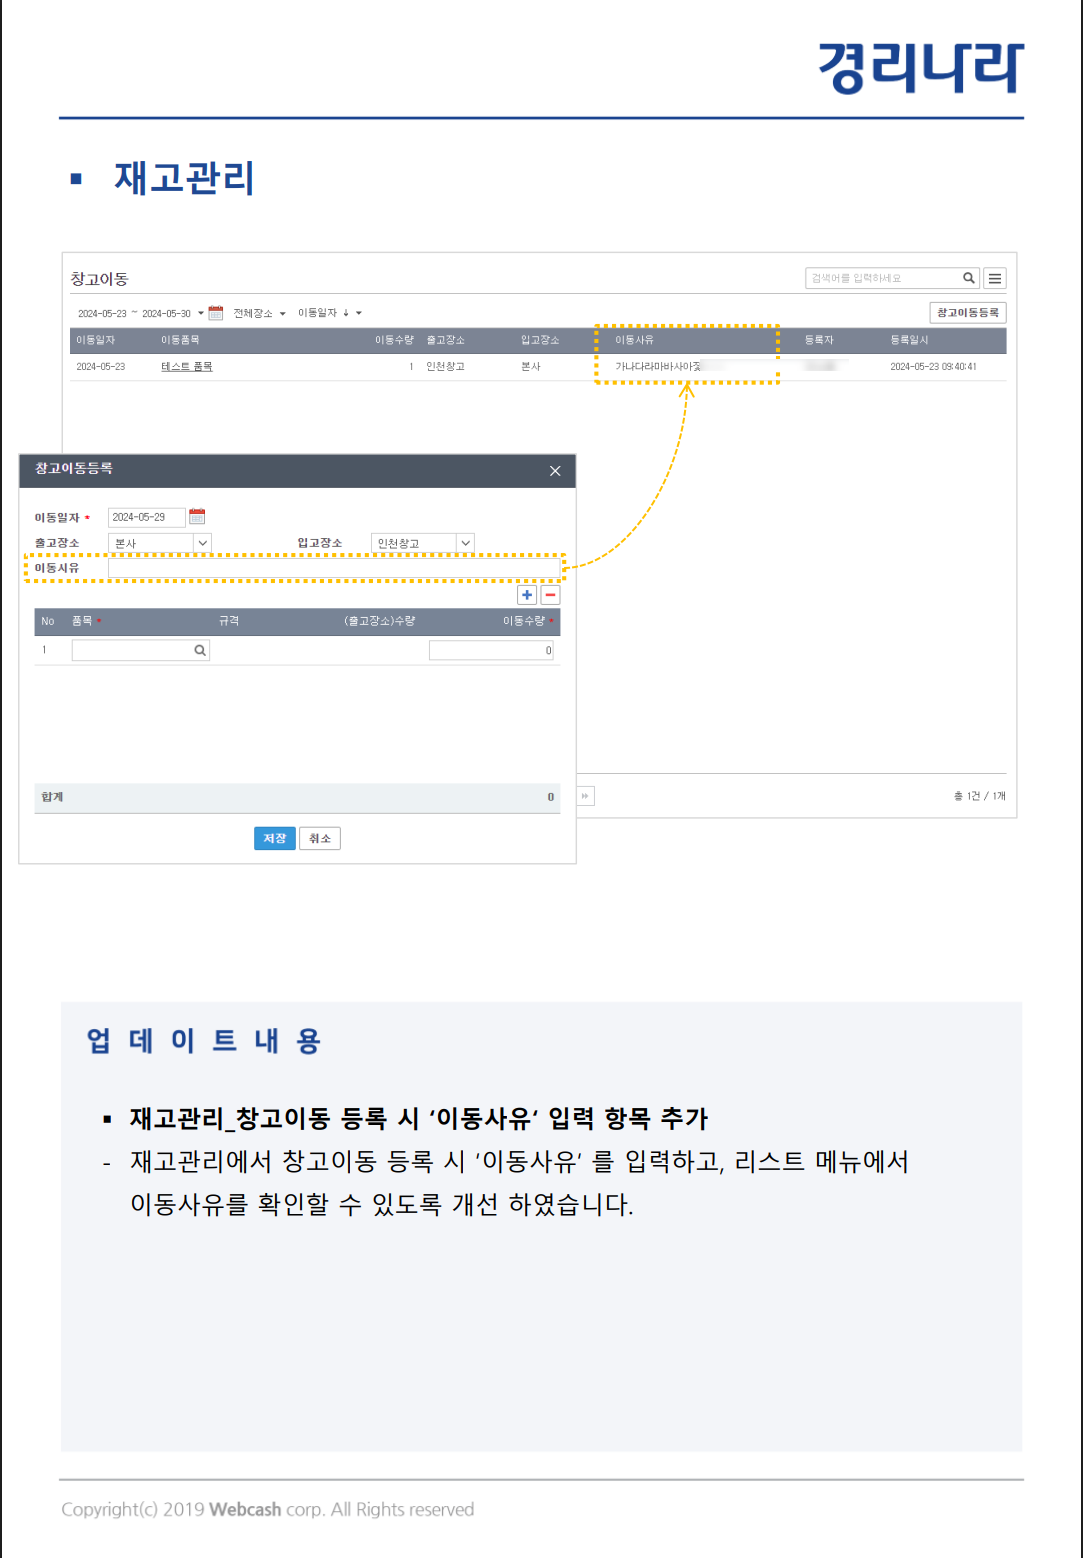 경리나라
▪ 재고관리
창고이동
검색어를 입력하세요
2024-05-23 ~ 2024-05-30 전체장소 이동일자 ↓
창고이동등록
이동일자 이동품목 이동수량 출고장소 입고장소 이동사유 등록자 등록일시
2024-05-23 테스트 품목 1 인천창고 본사 가나다라마바사아 2024-05-23 09:40:41
창고이동등록
이동일자 * 2024-05-29
출고장소 본사 입고장소 인천창고
이동사유
No 품목 * 규격 (출고장소)수량 이동수량 *
1 0
합계 0
저장 취소
총 1건 / 1개
업데이트내용
▪ 재고관리_창고이동 등록 시 ‘이동사유‘ 입력 항목 추가
- 재고관리에서 창고이동 등록 시 ‘이동사유‘ 를 입력하고, 리스트 메뉴에서
이동사유를 확인할 수 있도록 개선 하였습니다.
Copyright(c) 2019 Webcash corp. All Rights reserved